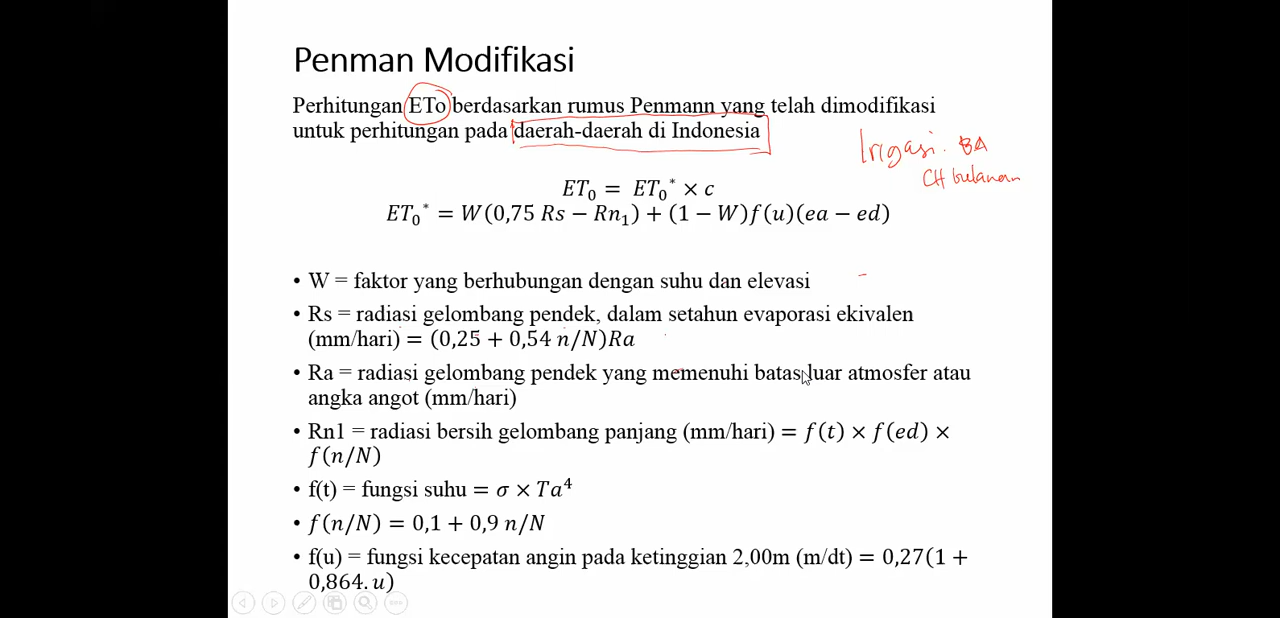 Penman Modifikasi
Perhitungan ETo berdasarkan rumus Penmann yang telah dimodifikasi
untuk perhitungan pada daerah-daerah di Indonesia
Irigasi. BA
CH bulanan
ET₀ = ET₀* × c
ET₀* = W(0,75 Rs − Rn₁) + (1 − W)f(u)(ea − ed)
• W = faktor yang berhubungan dengan suhu dan elevasi
• Rs = radiasi gelombang pendek, dalam setahun evaporasi ekivalen
(mm/hari) = (0,25 + 0,54 n/N)Ra
• Ra = radiasi gelombang pendek yang memenuhi batas luar atmosfer atau
angka angot (mm/hari)
• Rn1 = radiasi bersih gelombang panjang (mm/hari) = f(t) × f(ed) ×
f(n/N)
• f(t) = fungsi suhu = σ × Ta⁴
• f(n/N) = 0,1 + 0,9 n/N
• f(u) = fungsi kecepatan angin pada ketinggian 2,00m (m/dt) = 0,27(1 +
0,864.u)